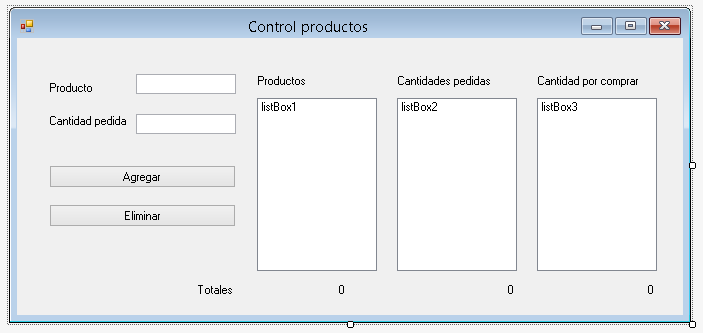 Control productos
Producto
Cantidad pedida
Agregar
Eliminar
Productos
listBox1
Cantidades pedidas
listBox2
Cantidad por comprar
listBox3
Totales 0 0 0